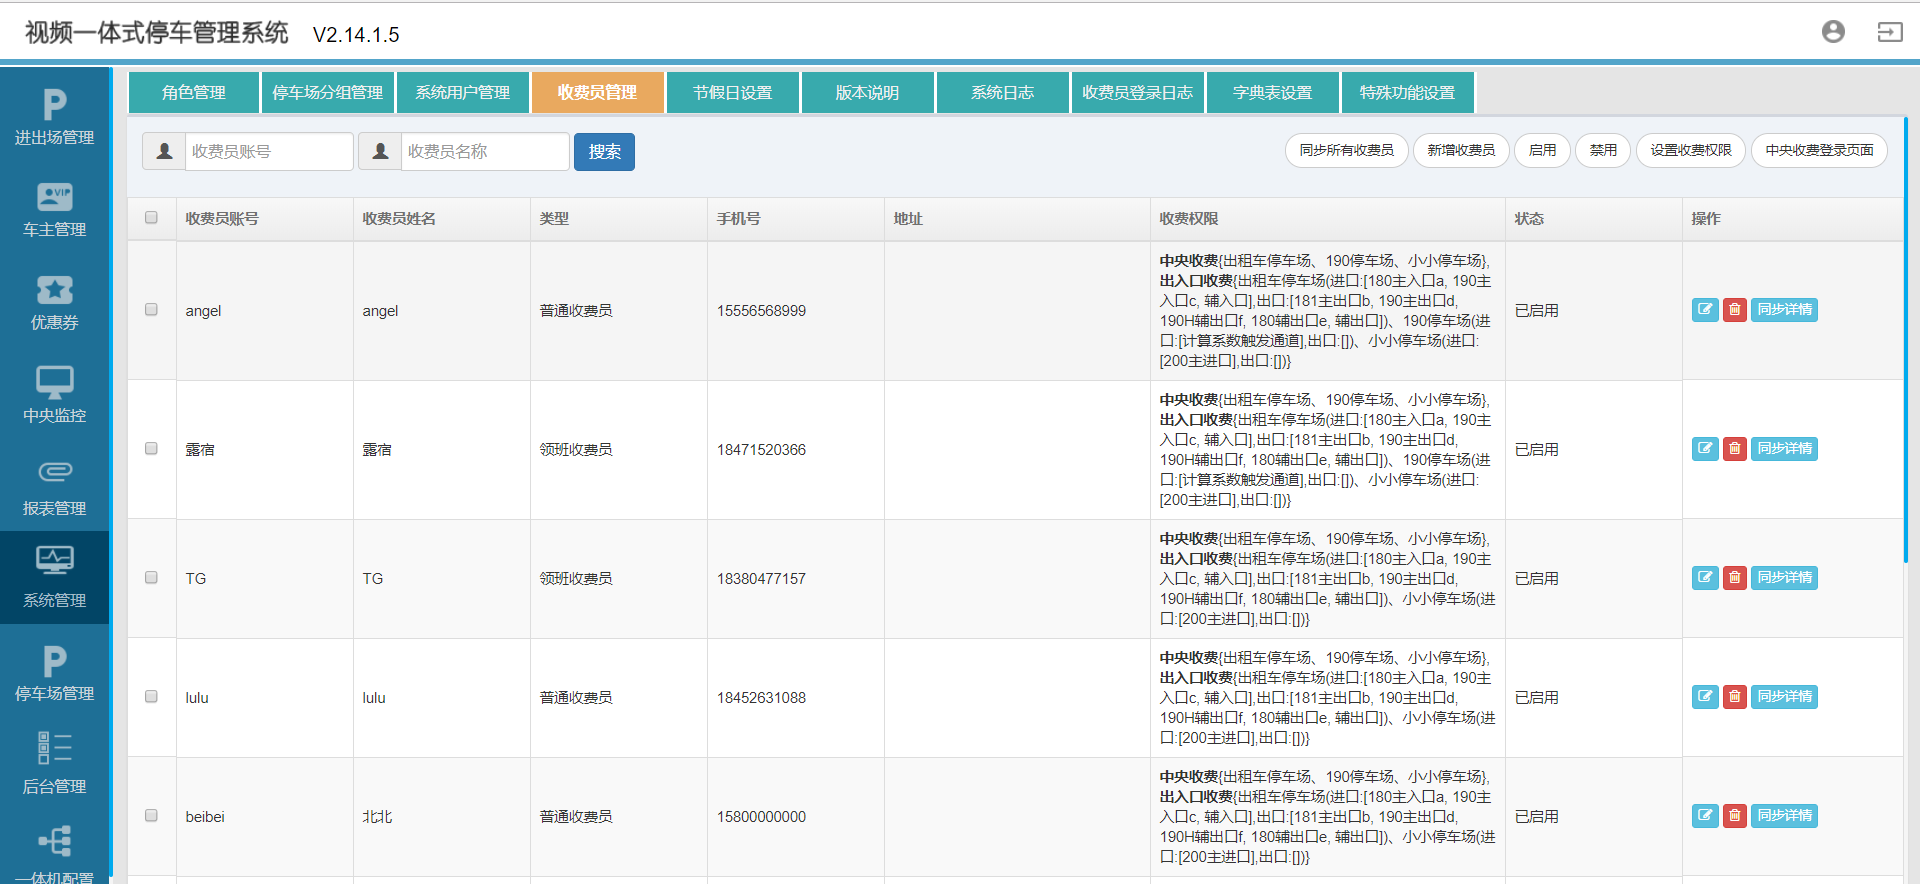 视频一体式停车管理系统 V2.14.1.5
进出场管理
车主管理
优惠券
中央监控
报表管理
系统管理
停车场管理
后台管理
一体机配置
角色管理 停车场分组管理 系统用户管理 收费员管理 节假日设置 版本说明 系统日志 收费员登录日志 字典表设置 特殊功能设置
收费员账号 收费员名称 搜索 同步所有收费员 新增收费员 启用 禁用 设置收费权限 中央收费登录页面
收费员账号 收费员姓名 类型 手机号 地址 收费权限 状态 操作
中央收费{出租车停车场、190停车场、小小停车场},
出入口收费{出租车停车场(进口:[180主入口a, 190主
入口c, 辅入口],出口:[181主出口b, 190主出口d,
angel angel 普通收费员 15556568999 190H辅出口f, 180辅出口e, 辅出口])、190停车场(进 已启用 同步详情
口:[计算系数触发通道],出口:[])、小小停车场(进口:
[200主进口],出口:[])}
中央收费{出租车停车场、190停车场、小小停车场},
出入口收费{出租车停车场(进口:[180主入口a, 190主
入口c, 辅入口],出口:[181主出口b, 190主出口d,
露宿 露宿 领班收费员 18471520366 190H辅出口f, 180辅出口e, 辅出口])、190停车场(进 已启用 同步详情
口:[计算系数触发通道],出口:[])、小小停车场(进口:
[200主进口],出口:[])}
中央收费{出租车停车场、190停车场、小小停车场},
出入口收费{出租车停车场(进口:[180主入口a, 190主
TG TG 领班收费员 18380477157 入口c, 辅入口],出口:[181主出口b, 190主出口d, 已启用 同步详情
190H辅出口f, 180辅出口e, 辅出口])、小小停车场(进
口:[200主进口],出口:[])}
中央收费{出租车停车场、190停车场、小小停车场},
出入口收费{出租车停车场(进口:[180主入口a, 190主
lulu lulu 普通收费员 18452631088 入口c, 辅入口],出口:[181主出口b, 190主出口d, 已启用 同步详情
190H辅出口f, 180辅出口e, 辅出口])、小小停车场(进
口:[200主进口],出口:[])}
中央收费{出租车停车场、190停车场、小小停车场},
出入口收费{出租车停车场(进口:[180主入口a, 190主
beibei 北北 普通收费员 15800000000 入口c, 辅入口],出口:[181主出口b, 190主出口d, 已启用 同步详情
190H辅出口f, 180辅出口e, 辅出口])、小小停车场(进
口:[200主进口],出口:[])}